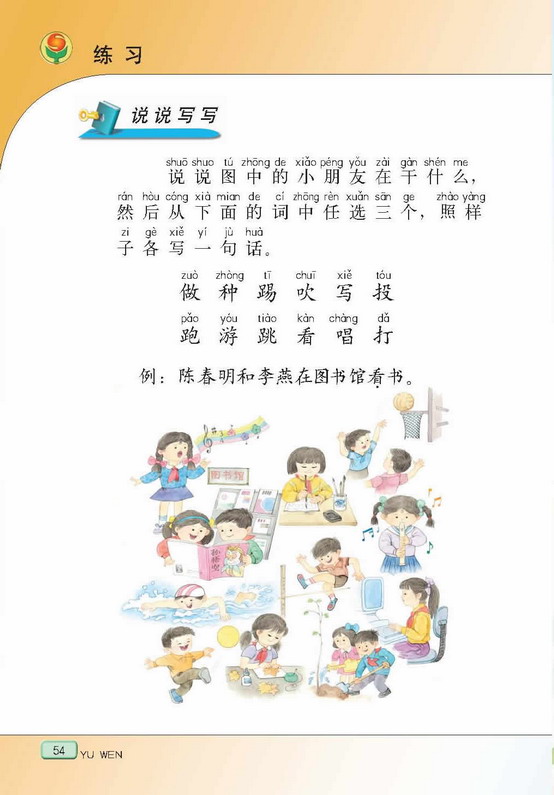 练习
说说写写
shuō shuo tú zhōng de xiǎo péng yǒu zài gàn shén me
说说图中的小朋友在干什么，
rán hòu cóng xià mian de cí zhōng rèn xuǎn sān ge zhào yàng
然后从下面的词中任选三个，照样
zi gè xiě yí jù huà
子各写一句话。
zuò zhòng tī chuī xiě tóu
做 种 踢 吹 写 投
pǎo yóu tiào kàn chàng dǎ
跑 游 跳 看 唱 打
例：陈春明和李燕在图书馆看书。
图书馆
孙悟空
54 YU WEN